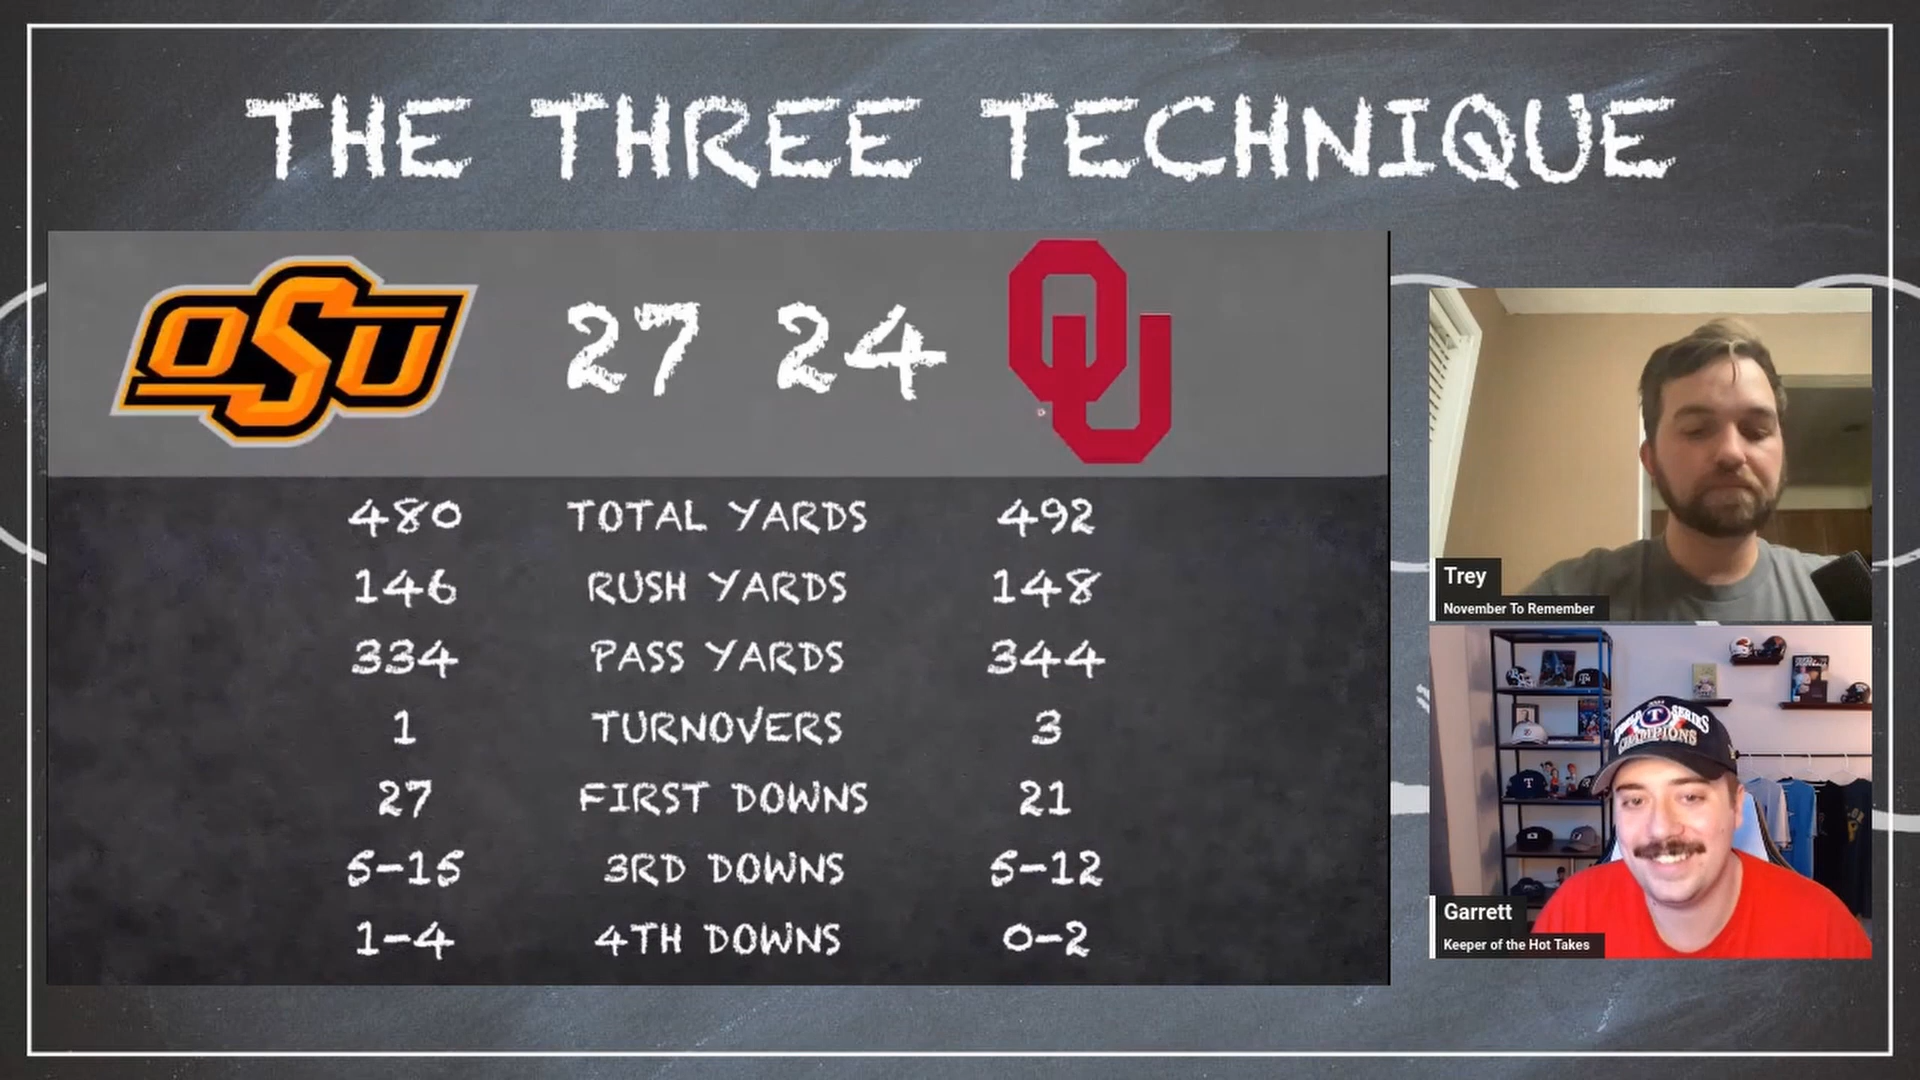 THE THREE TECHNIQUE
OSU 27 24 OU
480 TOTAL YARDS 492
146 RUSH YARDS 148
334 PASS YARDS 344
1 TURNOVERS 3
27 FIRST DOWNS 21
5-15 3RD DOWNS 5-12
1-4 4TH DOWNS 0-2
Trey
November To Remember
WORLD T SERIES
CHAMPIONS
Garrett
Keeper of the Hot Takes